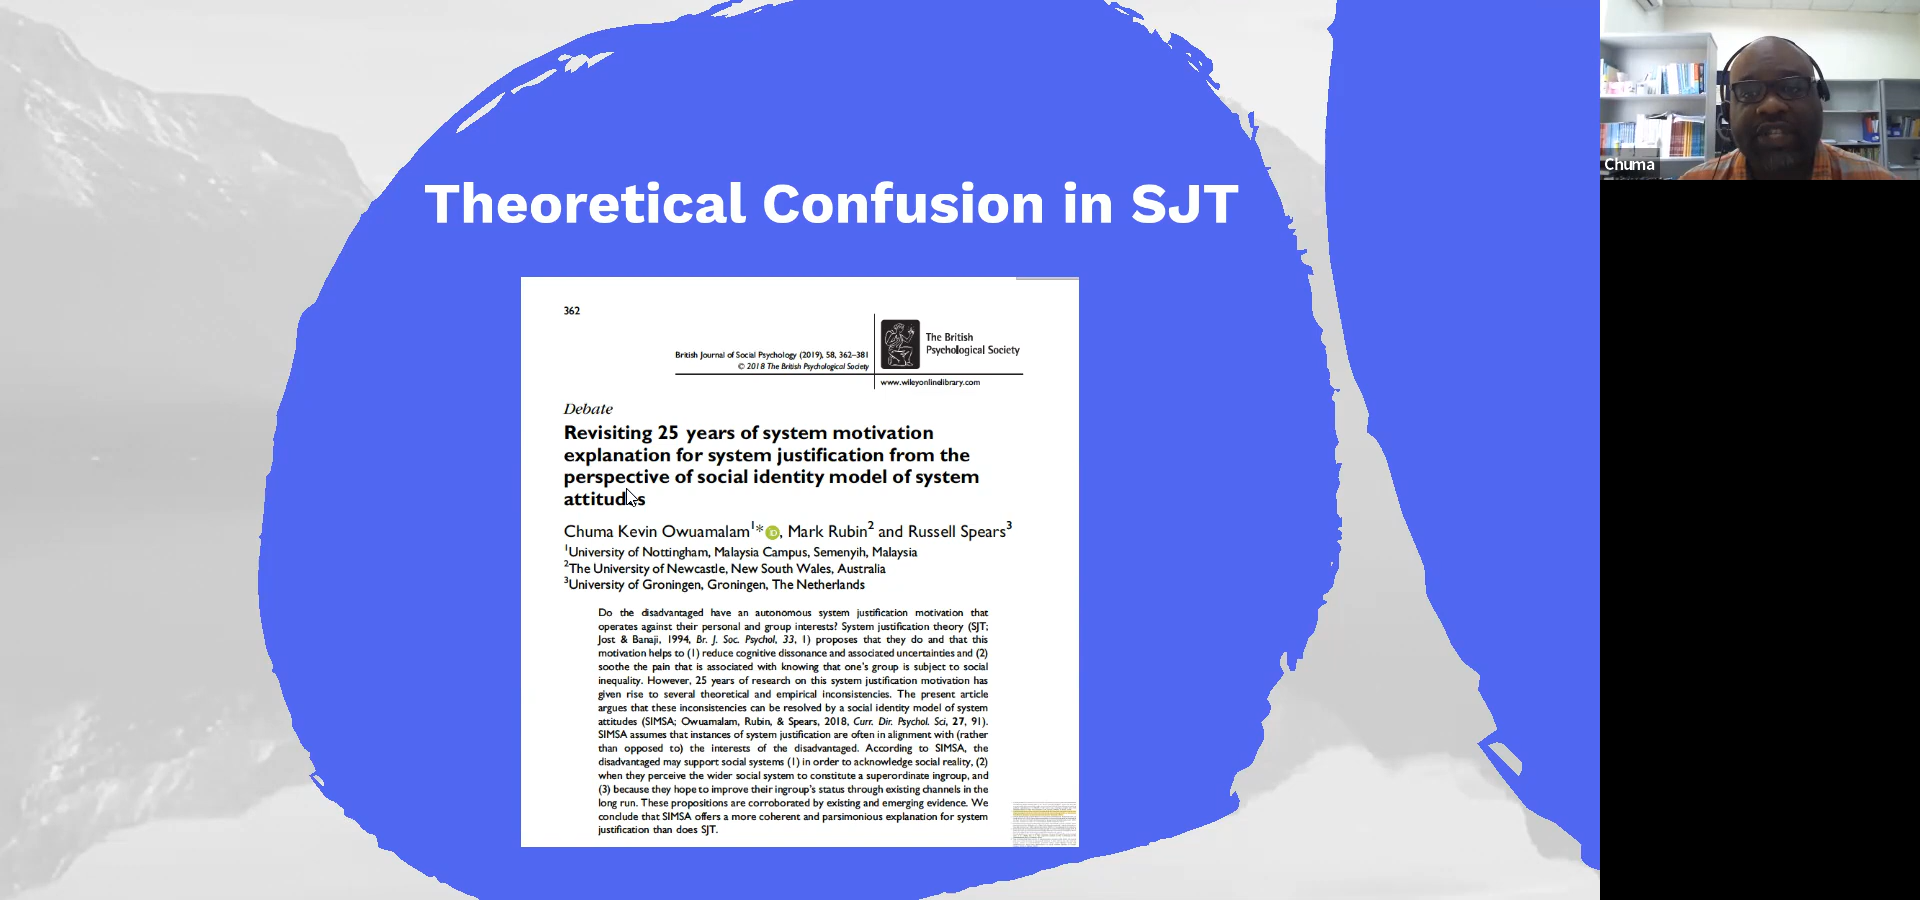 Theoretical Confusion in SJT
362
British Journal of Social Psychology (2019), 58, 362–381
© 2018 The British Psychological Society
The British
Psychological Society
www.wileyonlinelibrary.com
Debate
Revisiting 25 years of system motivation
explanation for system justification from the
perspective of social identity model of system
attitudes
Chuma Kevin Owuamalam¹* iD, Mark Rubin² and Russell Spears³
¹University of Nottingham, Malaysia Campus, Semenyih, Malaysia
²The University of Newcastle, New South Wales, Australia
³University of Groningen, Groningen, The Netherlands
Do the disadvantaged have an autonomous system justification motivation that
operates against their personal and group interests? System justification theory (SJT;
Jost & Banaji, 1994, Br. J. Soc. Psychol, 33, 1) proposes that they do and that this
motivation helps to (1) reduce cognitive dissonance and associated uncertainties and (2)
soothe the pain that is associated with knowing that one's group is subject to social
inequality. However, 25 years of research on this system justification motivation has
given rise to several theoretical and empirical inconsistencies. The present article
argues that these inconsistencies can be resolved by a social identity model of system
attitudes (SIMSA; Owuamalam, Rubin, & Spears, 2018, Curr. Dir. Psychol. Sci, 27, 91).
SIMSA assumes that instances of system justification are often in alignment with (rather
than opposed to) the interests of the disadvantaged. According to SIMSA, the
disadvantaged may support social systems (1) in order to acknowledge social reality, (2)
when they perceive the wider social system to constitute a superordinate ingroup, and
(3) because they hope to improve their ingroup's status through existing channels in the
long run. These propositions are corroborated by existing and emerging evidence. We
conclude that SIMSA offers a more coherent and parsimonious explanation for system
justification than does SJT.
Chuma